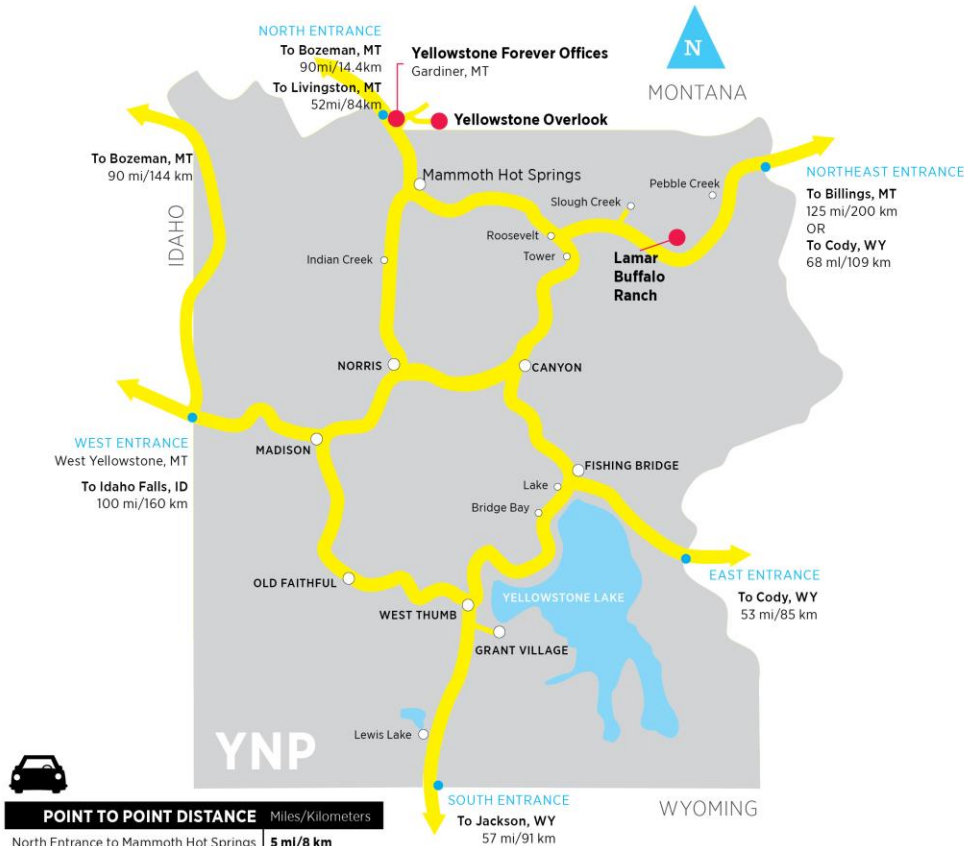 NORTH ENTRANCE
To Bozeman, MT
90mi/14.4km
To Livingston, MT
52mi/84km
Yellowstone Forever Offices
Gardiner, MT
N
MONTANA
Yellowstone Overlook
To Bozeman, MT
90 mi/144 km
IDAHO
Mammoth Hot Springs
Pebble Creek
Slough Creek
NORTHEAST ENTRANCE
To Billings, MT
125 mi/200 km
OR
To Cody, WY
68 ml/109 km
Roosevelt
Tower
Indian Creek
Lamar
Buffalo
Ranch
NORRIS
CANYON
WEST ENTRANCE
West Yellowstone, MT
To Idaho Falls, ID
100 mi/160 km
MADISON
FISHING BRIDGE
Lake
Bridge Bay
OLD FAITHFUL
YELLOWSTONE LAKE
EAST ENTRANCE
To Cody, WY
53 mi/85 km
WEST THUMB
GRANT VILLAGE
Lewis Lake
YNP
SOUTH ENTRANCE
To Jackson, WY
57 mi/91 km
WYOMING
POINT TO POINT DISTANCE Miles/Kilometers
North Entrance to Mammoth Hot Springs 5 mi/8 km